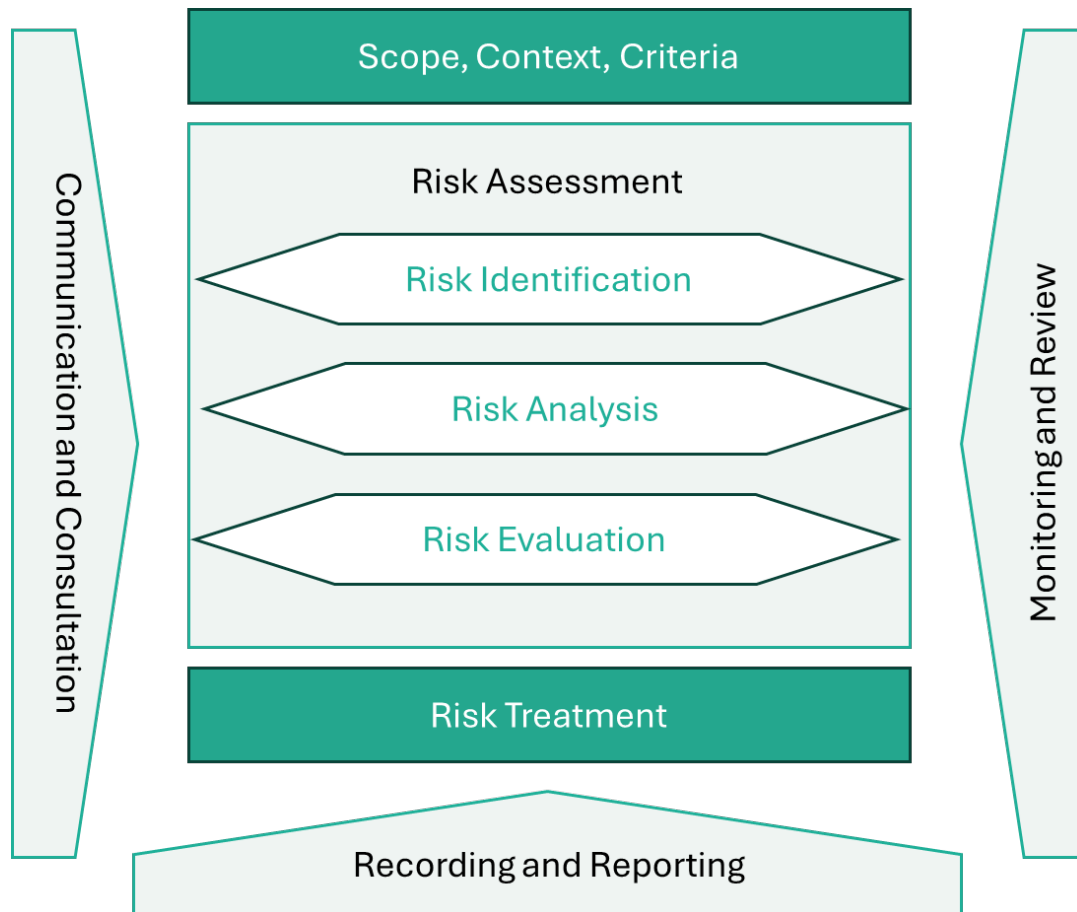 Scope, Context, Criteria
Communication and Consultation
Risk Assessment
Risk Identification
Risk Analysis
Risk Evaluation
Monitoring and Review
Risk Treatment
Recording and Reporting